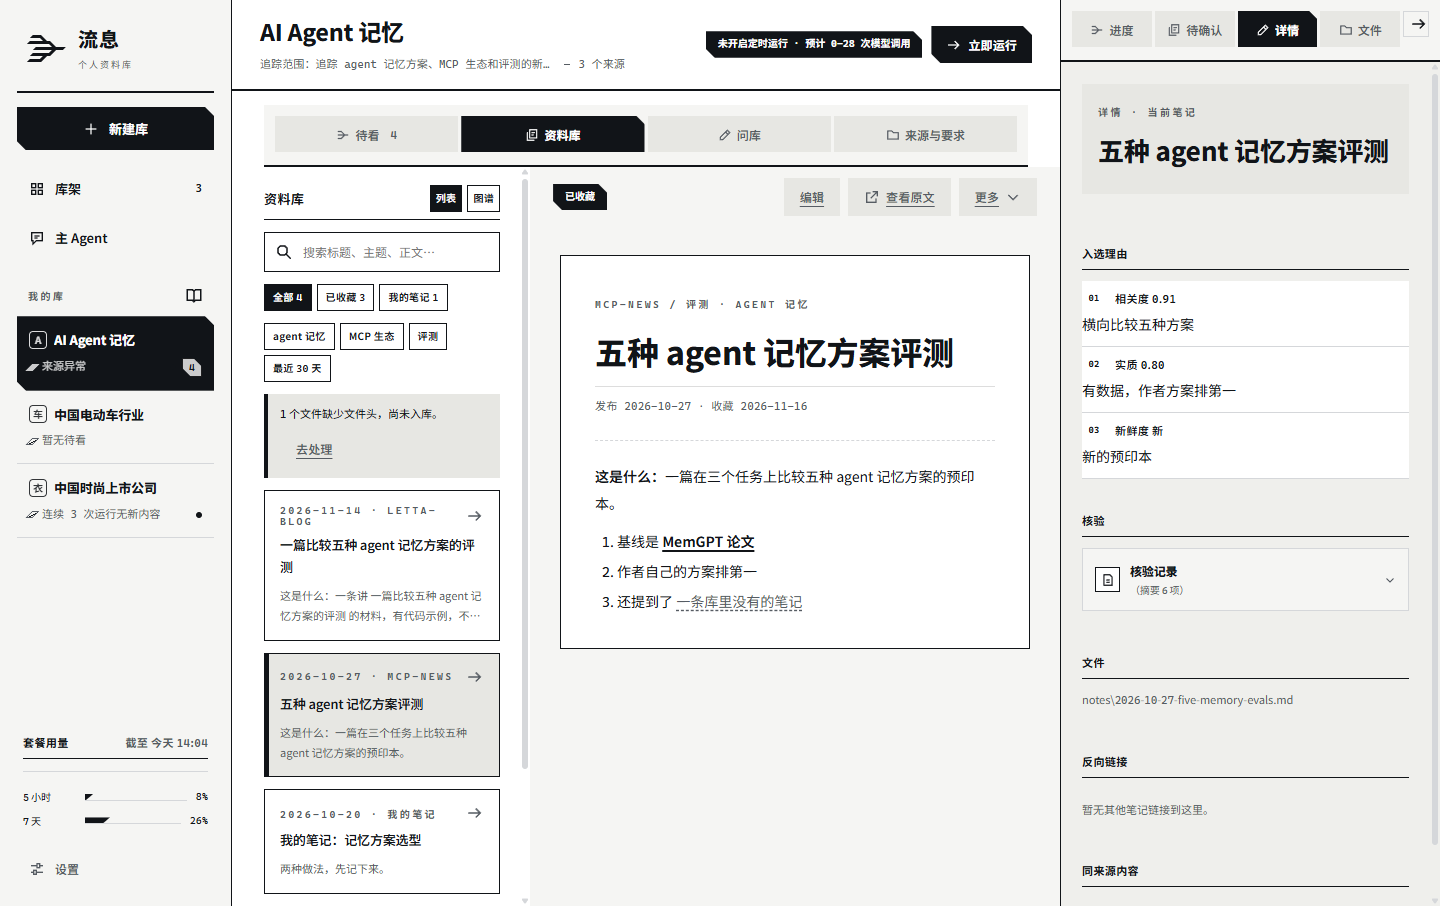 流息
个人资料库
新建库
库架 3
主 Agent
我的库
A AI Agent 记忆
来源异常 4
车 中国电动车行业
暂无待看
衣 中国时尚上市公司
连续 3 次运行无新内容
套餐用量 截至 今天 14:04
5 小时 8%
7 天 26%
设置
AI Agent 记忆
追踪范围：追踪 agent 记忆方案、MCP 生态和评测的新… — 3 个来源
未开启定时运行 · 预计 0–28 次模型调用
立即运行
待看 4
资料库
问库
来源与要求
资料库
列表
图谱
搜索标题、主题、正文…
全部 4
已收藏 3
我的笔记 1
agent 记忆
MCP 生态
评测
最近 30 天
1 个文件缺少文件头，尚未入库。
去处理
2026-11-14 · LETTA-
BLOG
一篇比较五种 agent 记忆方案的评
测
这是什么：一条讲 一篇比较五种 agent 记
忆方案的评测 的材料，有代码示例，不…
2026-10-27 · MCP-NEWS
五种 agent 记忆方案评测
这是什么：一篇在三个任务上比较五种
agent 记忆方案的预印本。
2026-10-20 · 我的笔记
我的笔记：记忆方案选型
两种做法，先记下来。
已收藏
编辑
查看原文
更多
MCP-NEWS / 评测 · AGENT 记忆
五种 agent 记忆方案评测
发布 2026-10-27 · 收藏 2026-11-16
这是什么：一篇在三个任务上比较五种 agent 记忆方案的预印
本。
1. 基线是 MemGPT 论文
2. 作者自己的方案排第一
3. 还提到了 一条库里没有的笔记
进度
待确认
详情
文件
详情 · 当前笔记
五种 agent 记忆方案评测
入选理由
01 相关度 0.91
横向比较五种方案
02 实质 0.80
有数据，作者方案排第一
03 新鲜度 新
新的预印本
核验
核验记录
（摘要 6 项）
文件
notes\2026-10-27-five-memory-evals.md
反向链接
暂无其他笔记链接到这里。
同来源内容